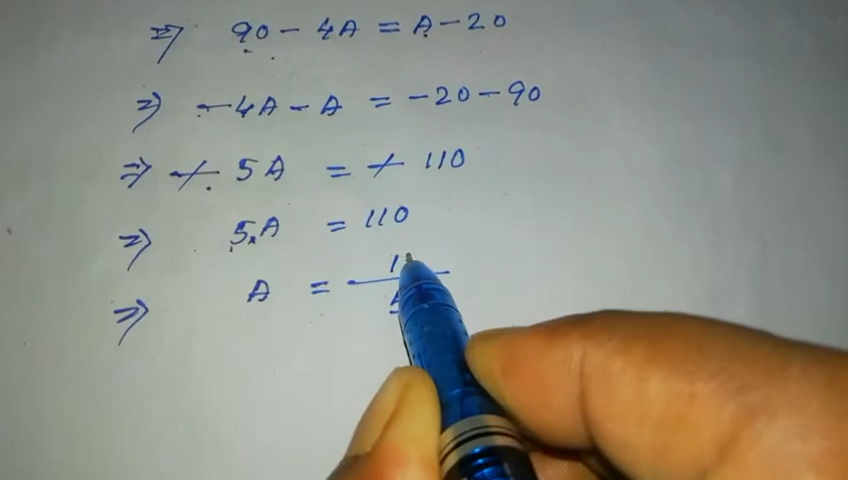 ⇒ 90 - 4A = A - 20
⇒ - 4A - A = -20 - 90
⇒ - 5A = - 110
⇒ 5A = 110
⇒ A =